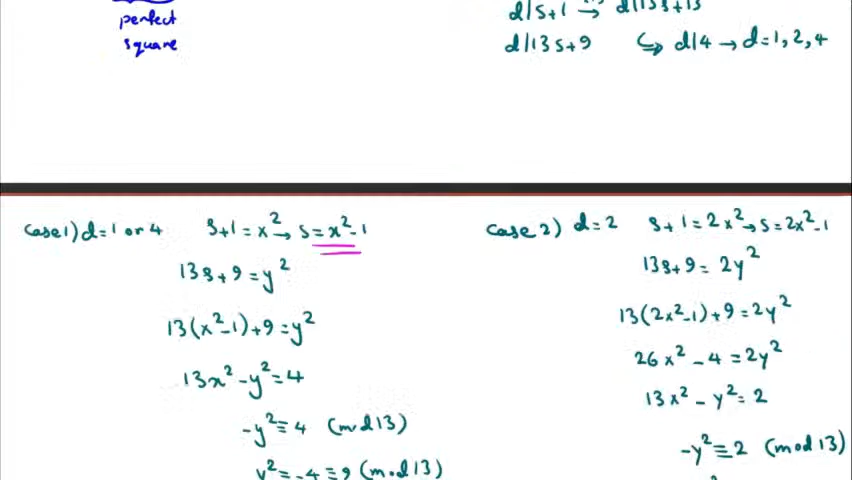 perfect
square
d|s+1 → d|13s+13
d|13s+9 ↪ d|4 → d=1,2,4
Case1) d=1 or 4 s+1=x² → s=x²-1
13s+9=y²
13(x²-1)+9=y²
13x²-y²=4
-y²≡4 (mod 13)
y²≡-4≡9 (mod 13)
Case 2) d=2 s+1=2x² → s=2x²-1
13s+9=2y²
13(2x²-1)+9=2y²
26x²-4=2y²
13x²-y²=2
-y²≡2 (mod 13)